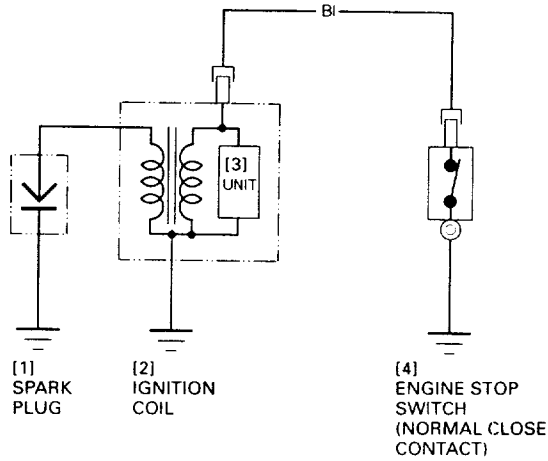 Bl
[3]
UNIT
[1]
SPARK
PLUG
[2]
IGNITION
COIL
[4]
ENGINE STOP
SWITCH
(NORMAL CLOSE
CONTACT)